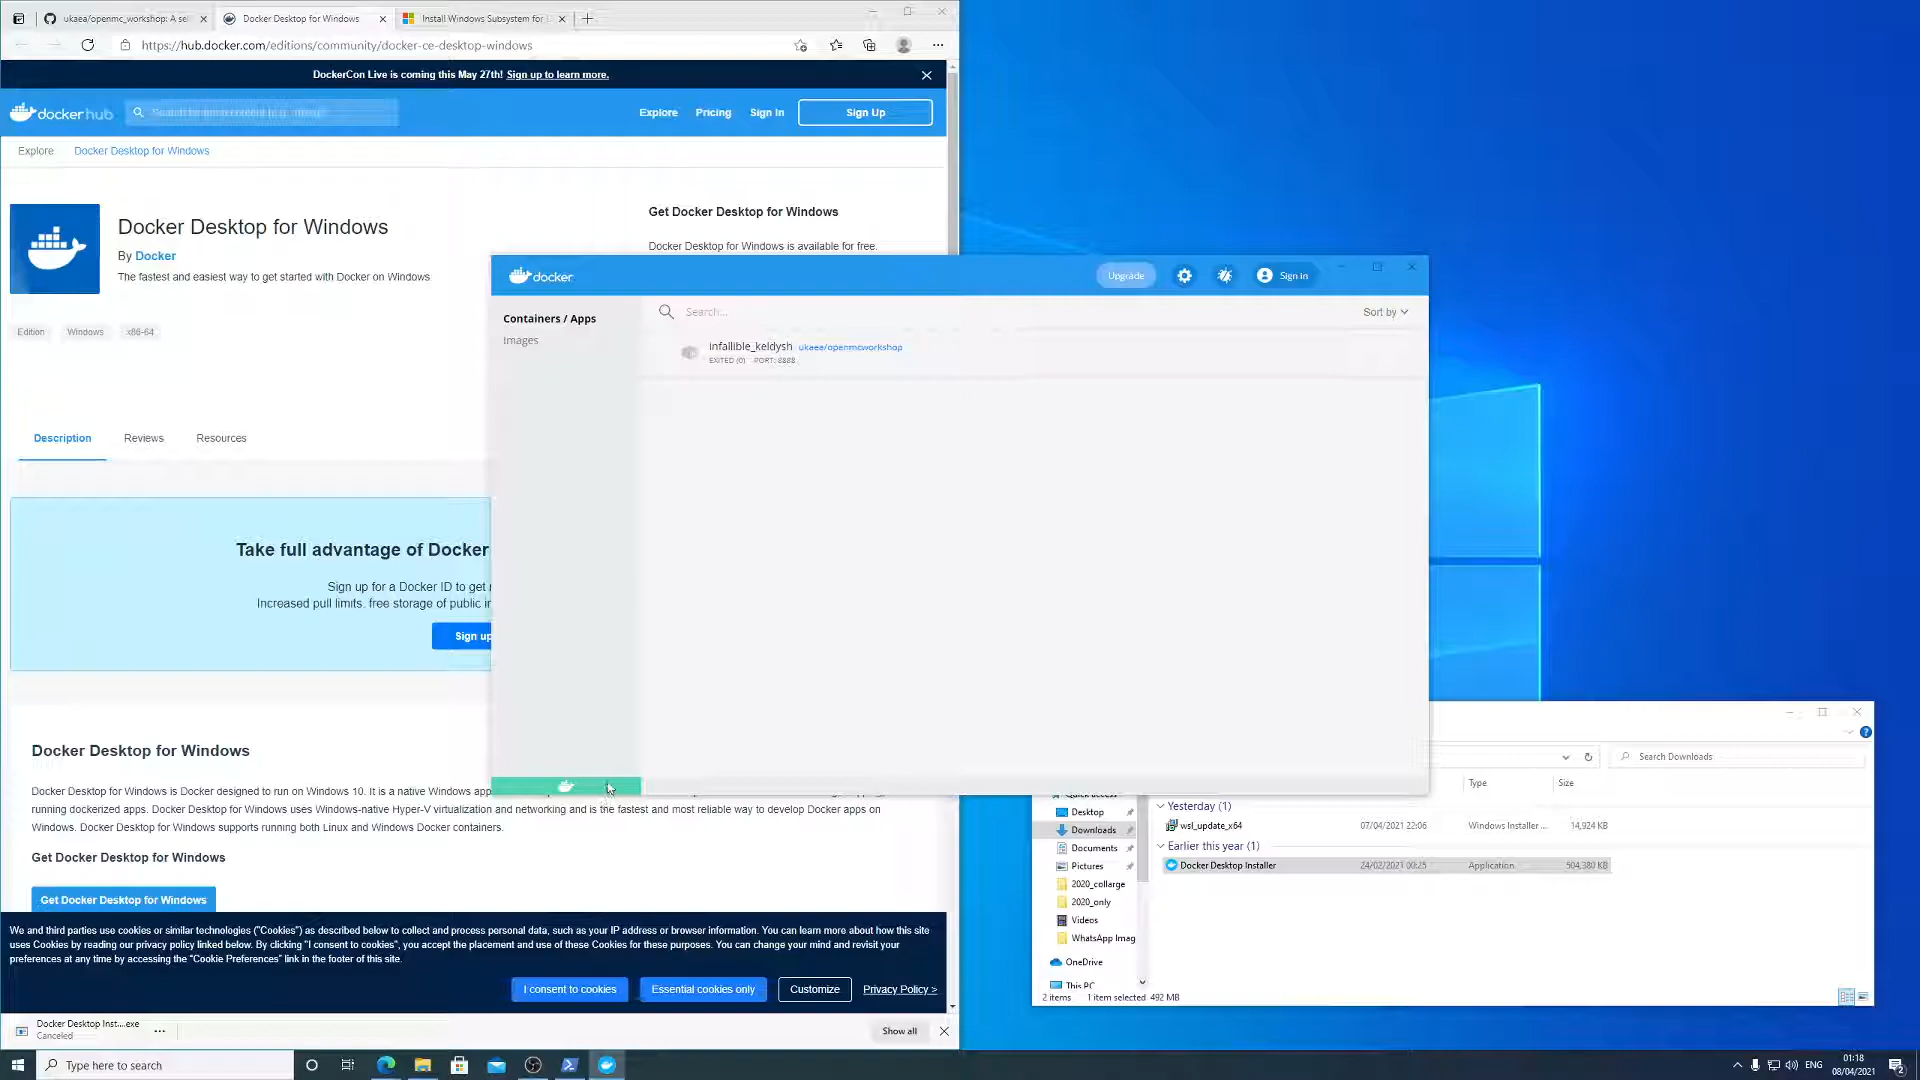 ukaea/openmc_workshop: A sel
Docker Desktop for Windows
Install Windows Subsystem for
https://hub.docker.com/editions/community/docker-ce-desktop-windows
DockerCon Live is coming this May 27th! Sign up to learn more.
dockerhub
Explore
Pricing
Sign In
Sign Up
Explore
Docker Desktop for Windows
Docker Desktop for Windows
By Docker
The fastest and easiest way to get started with Docker on Windows
Edition
Windows
x86-64
Get Docker Desktop for Windows
Docker Desktop for Windows is available for free.
docker
Upgrade
Sign in
Containers / Apps
Images
Search...
Sort by
infallible_keldysh ukaea/openmcworkshop
EXITED (0) PORT: 8888
Description
Reviews
Resources
Take full advantage of Docker
Sign up for a Docker ID to get
Increased pull limits, free storage of public
Sign up
Docker Desktop for Windows
Docker Desktop for Windows is Docker designed to run on Windows 10. It is a native Windows
running dockerized apps. Docker Desktop for Windows uses Windows-native Hyper-V virtualization and networking and is the fastest and most reliable way to develop Docker apps on
Windows. Docker Desktop for Windows supports running both Linux and Windows Docker containers.
Get Docker Desktop for Windows
Get Docker Desktop for Windows
We and third parties use cookies or similar technologies ("Cookies") as described below to collect and process personal data, such as your IP address or browser information. You can learn more about how this site
uses Cookies by reading our privacy policy linked below. By clicking "I consent to cookies", you accept the placement and use of these Cookies for these purposes. You can change your mind and revisit your
preferences at any time by accessing the "Cookie Preferences" link in the footer of this site.
I consent to cookies
Essential cookies only
Customize
Privacy Policy >
Docker Desktop Inst....exe
Canceled
Show all
Search Downloads
Type
Size
Quick access
Desktop
Downloads
Documents
Pictures
2020_collarge
2020_only
Videos
WhatsApp Imag
OneDrive
This PC
Yesterday (1)
wsl_update_x64 07/04/2021 22:06 Windows Installer ... 14,924 KB
Earlier this year (1)
Docker Desktop Installer 24/02/2021 00:25 Application 504,380 KB
2 items 1 item selected 492 MB
Type here to search
ENG
01:18
08/04/2021
2